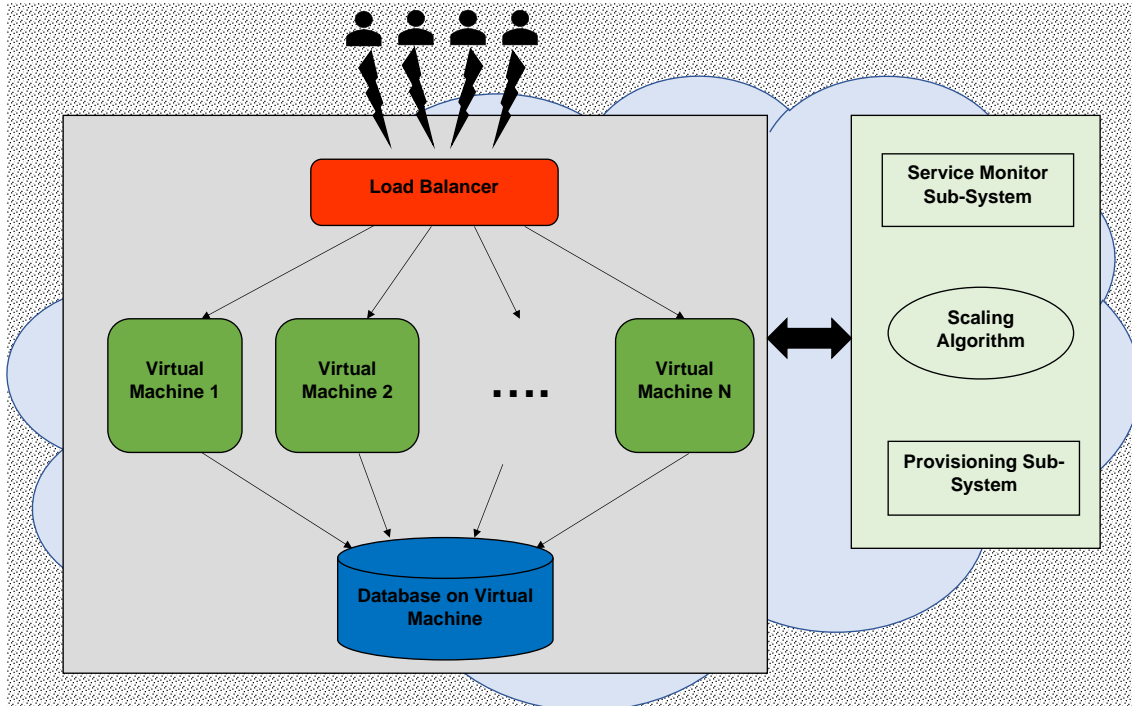 Load Balancer
Service Monitor
Sub-System
Scaling
Algorithm
Provisioning Sub-
System
Virtual
Machine 1
Virtual
Machine 2
....
Virtual
Machine N
Database on Virtual
Machine